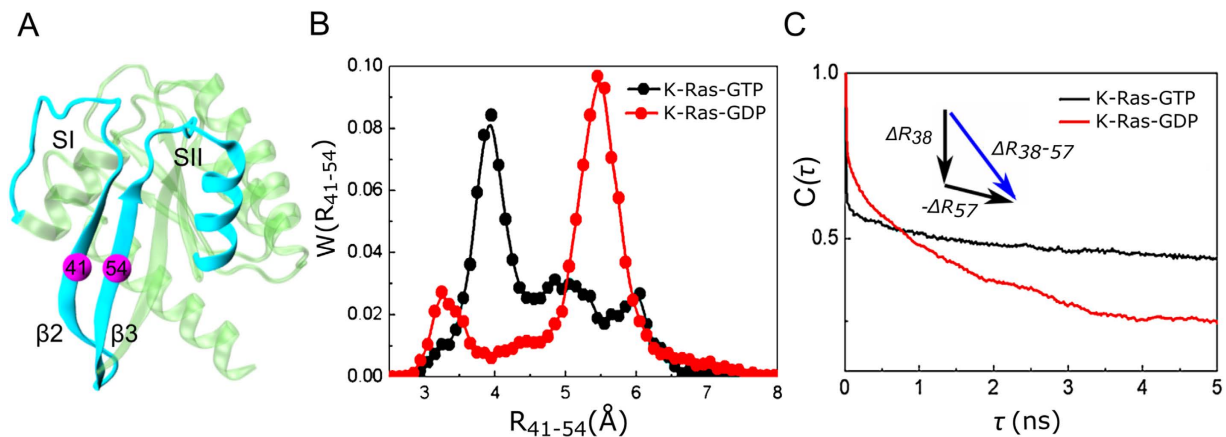 A
SI
SII
41
54
β2
β3
B
W(R41-54)
0.10
0.08
0.06
0.04
0.02
0.00
K-Ras-GTP
K-Ras-GDP
3
4
5
6
7
8
R41-54(Å)
C
C(τ)
1.0
0.5
K-Ras-GTP
K-Ras-GDP
ΔR38
ΔR38-57
-ΔR57
0
1
2
3
4
5
τ (ns)